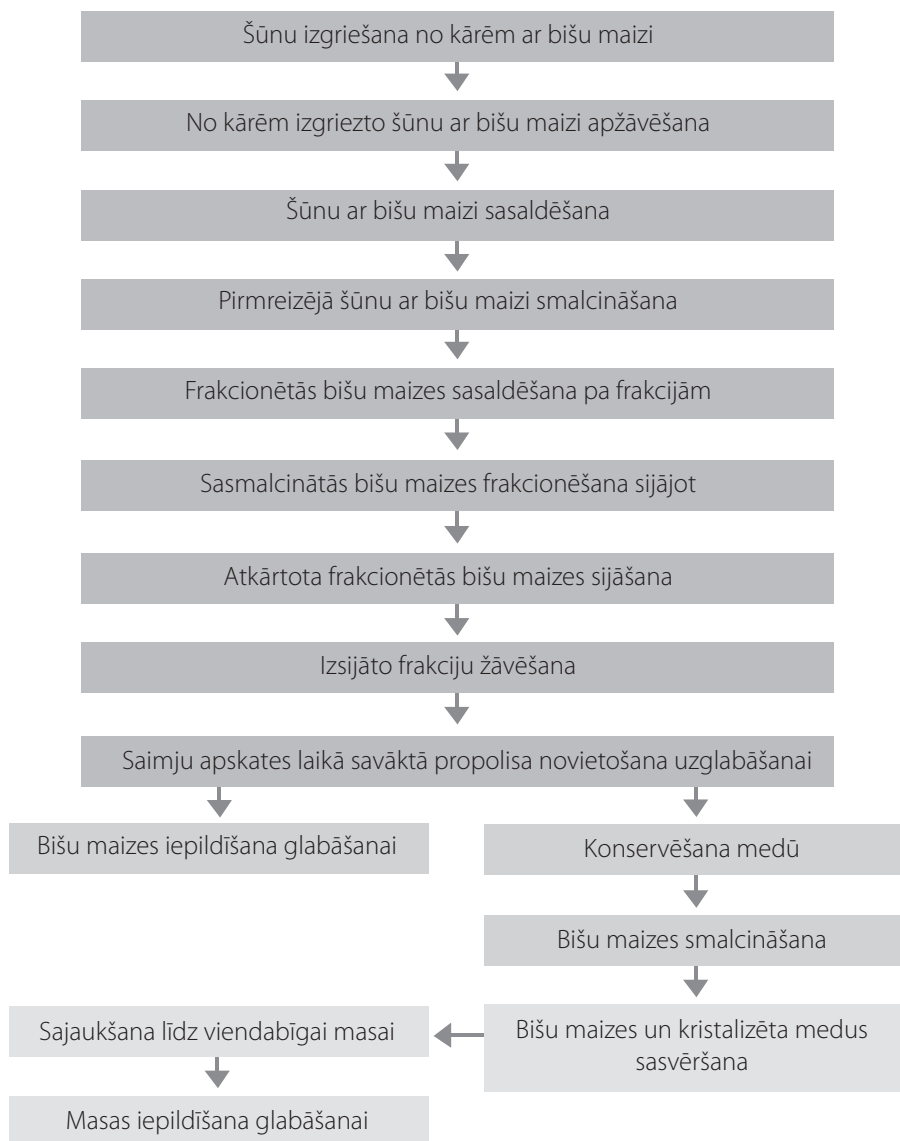 Šūnu izgriešana no kārēm ar bišu maizi
No kārēm izgriezto šūnu ar bišu maizi apžāvēšana
Šūnu ar bišu maizi sasaldēšana
Pirmreizējā šūnu ar bišu maizi smalcināšana
Frakcionētās bišu maizes sasaldēšana pa frakcijām
Sasmalcinātās bišu maizes frakcionēšana sijājot
Atkārtota frakcionētās bišu maizes sijāšana
Izsijāto frakciju žāvēšana
Saimju apskates laikā savāktā propolisa novietošana uzglabāšanai
Bišu maizes iepildīšana glabāšanai
Konservēšana medū
Bišu maizes smalcināšana
Bišu maizes un kristalizēta medus
sasvēršana
Sajaukšana līdz viendabīgai masai
Masas iepildīšana glabāšanai